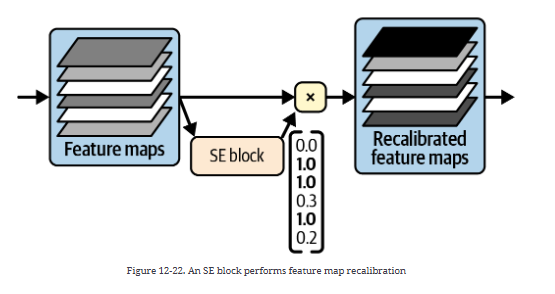 Feature maps
SE block
×
0.0
1.0
1.0
0.3
1.0
0.2
Recalibrated
feature maps
Figure 12-22. An SE block performs feature map recalibration